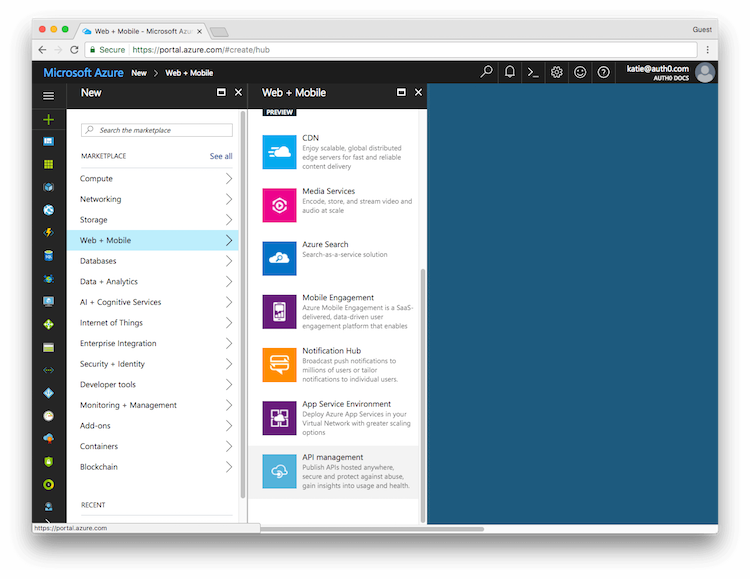 Web + Mobile - Microsoft Azu
Guest
Secure https://portal.azure.com/#create/hub
Microsoft Azure New > Web + Mobile
katie@auth0.com
AUTH0 DOCS
New
Search the marketplace
MARKETPLACE See all
Compute
Networking
Storage
Web + Mobile
Databases
Data + Analytics
AI + Cognitive Services
Internet of Things
Enterprise Integration
Security + Identity
Developer tools
Monitoring + Management
Add-ons
Containers
Blockchain
RECENT
Web + Mobile
PREVIEW
CDN
Enjoy scalable, global distributed
edge servers for fast and reliable
content delivery
Media Services
Encode, store, and stream video and
audio at scale
Azure Search
Search-as-a-service solution
Mobile Engagement
Azure Mobile Engagement is a SaaS-
delivered, data-driven user
engagement platform that enables
Notification Hub
Broadcast push notifications to
millions of users or tailor
notifications to individual users.
App Service Environment
Deploy Azure App Services in your
Virtual Network with greater scaling
options
API management
Publish APIs hosted anywhere,
secure and protect against abuse,
gain insights into usage and health.
https://portal.azure.com